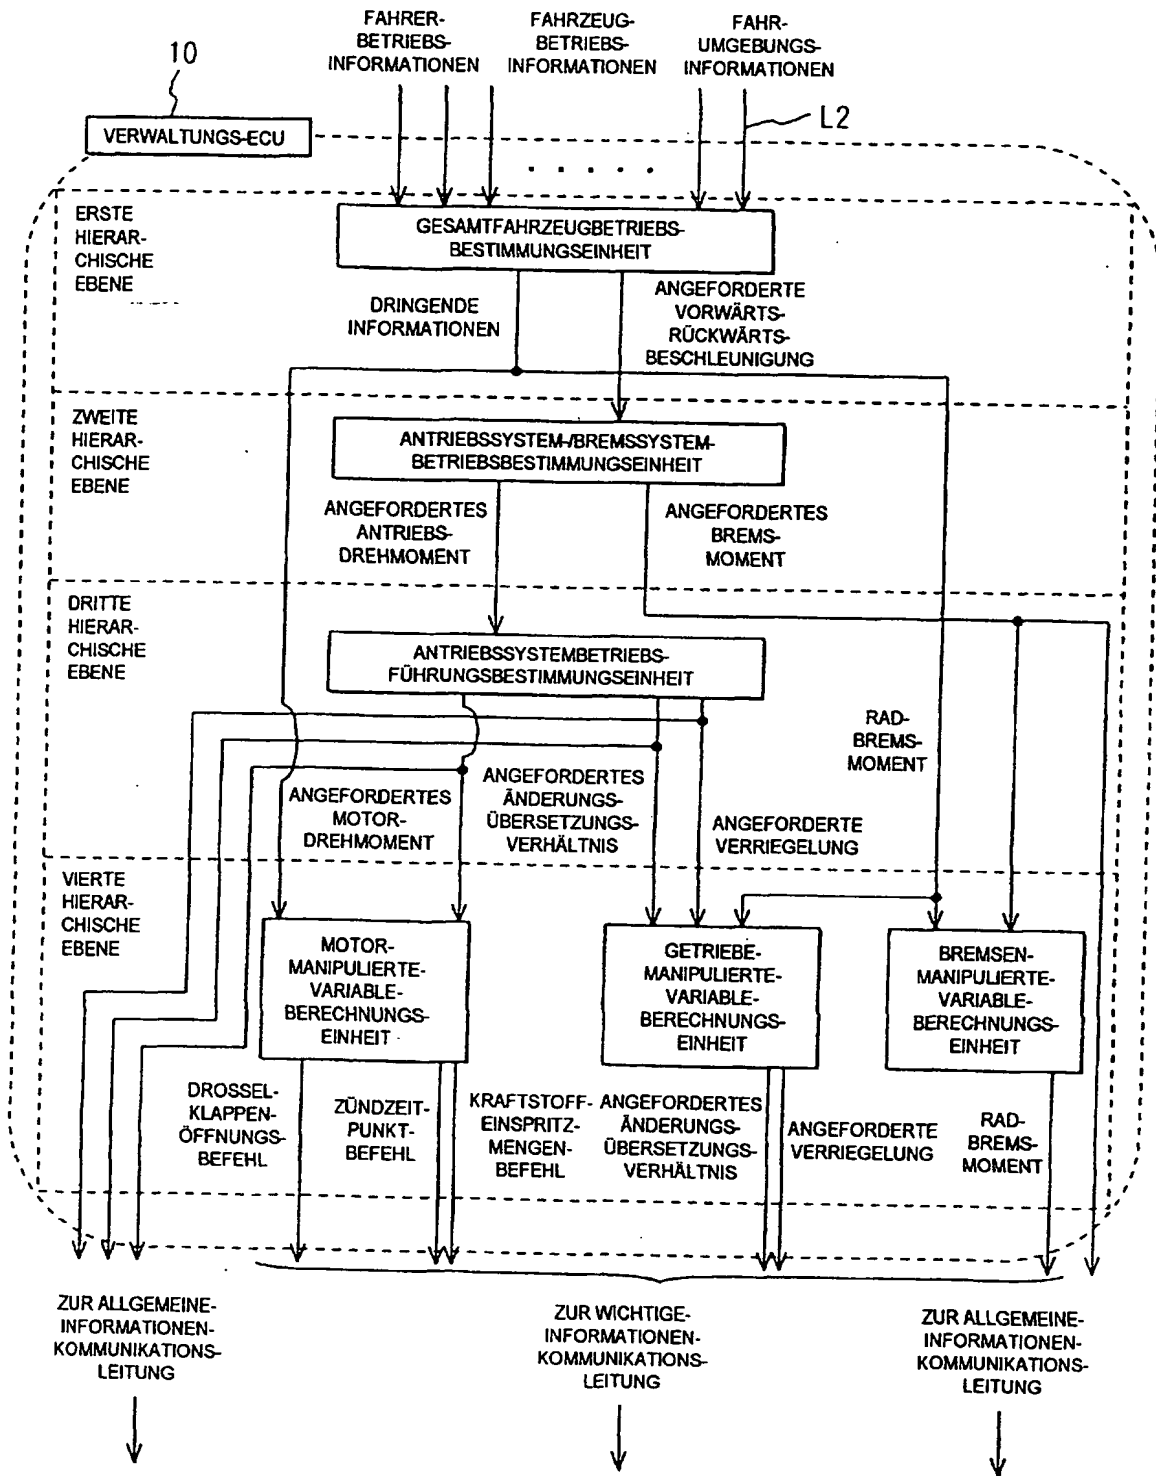 FAHRER-
BETRIEBS-
INFORMATIONEN
FAHRZEUG-
BETRIEBS-
INFORMATIONEN
FAHR-
UMGEBUNGS-
INFORMATIONEN
10
L2
VERWALTUNGS-ECU
ERSTE
HIERAR-
CHISCHE
EBENE
GESAMTFAHRZEUGBETRIEBS-
BESTIMMUNGSEINHEIT
DRINGENDE
INFORMATIONEN
ANGEFORDERTE
VORWÄRTS-
RÜCKWÄRTS-
BESCHLEUNIGUNG
ZWEITE
HIERAR-
CHISCHE
EBENE
ANTRIEBSSYSTEM-/BREMSSYSTEM-
BETRIEBSBESTIMMUNGSEINHEIT
ANGEFORDERTES
ANTRIEBS-
DREHMOMENT
ANGEFORDERTES
BREMS-
MOMENT
DRITTE
HIERAR-
CHISCHE
EBENE
ANTRIEBSSYSTEMBETRIEBS-
FÜHRUNGSBESTIMMUNGSEINHEIT
RAD-
BREMS-
MOMENT
ANGEFORDERTES
MOTOR-
DREHMOMENT
ANGEFORDERTES
ÄNDERUNGS-
ÜBERSETZUNGS-
VERHÄLTNIS
ANGEFORDERTE
VERRIEGELUNG
VIERTE
HIERAR-
CHISCHE
EBENE
MOTOR-
MANIPULIERTE-
VARIABLE-
BERECHNUNGS-
EINHEIT
GETRIEBE-
MANIPULIERTE-
VARIABLE-
BERECHNUNGS-
EINHEIT
BREMSEN-
MANIPULIERTE-
VARIABLE-
BERECHNUNGS-
EINHEIT
DROSSEL-
KLAPPEN-
ÖFFNUNGS-
BEFEHL
ZÜNDZEIT-
PUNKT-
BEFEHL
KRAFTSTOFF-
EINSPRITZ-
MENGEN-
BEFEHL
ANGEFORDERTES
ÄNDERUNGS-
ÜBERSETZUNGS-
VERHÄLTNIS
ANGEFORDERTE
VERRIEGELUNG
RAD-
BREMS-
MOMENT
ZUR ALLGEMEINE-
INFORMATIONEN-
KOMMUNIKATIONS-
LEITUNG
ZUR WICHTIGE-
INFORMATIONEN-
KOMMUNIKATIONS-
LEITUNG
ZUR ALLGEMEINE-
INFORMATIONEN-
KOMMUNIKATIONS-
LEITUNG